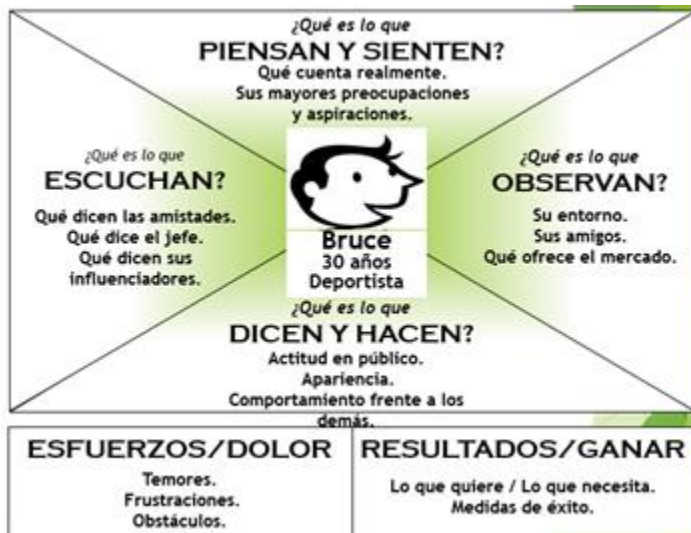 ¿Qué es lo que
PIENSAN Y SIENTEN?
Qué cuenta realmente.
Sus mayores preocupaciones
y aspiraciones.
¿Qué es lo que
ESCUCHAN?
Qué dicen las amistades.
Qué dice el jefe.
Qué dicen sus
influenciadores.
Bruce
30 años
Deportista
¿Qué es lo que
OBSERVAN?
Su entorno.
Sus amigos.
Qué ofrece el mercado.
¿Qué es lo que
DICEN Y HACEN?
Actitud en público.
Apariencia.
Comportamiento frente a los
demás.
ESFUERZOS/DOLOR
Temores.
Frustraciones.
Obstáculos.
RESULTADOS/GANAR
Lo que quiere / Lo que necesita.
Medidas de éxito.